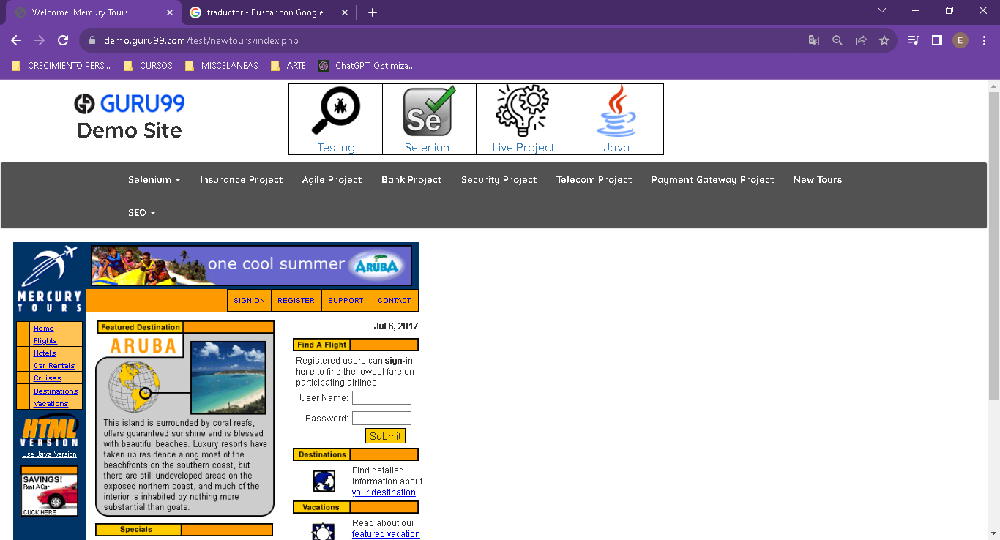 Welcome: Mercury Tours
traductor - Buscar con Google
demo.guru99.com/test/newtours/index.php
E
CRECIMIENTO PERS...
CURSOS
MISCELANEAS
ARTE
ChatGPT: Optimiza...
GURU99
Demo Site
Se
Testing
Selenium
Live Project
Java
Selenium
Insurance Project
Agile Project
Bank Project
Security Project
Telecom Project
Payment Gateway Project
New Tours
SEO
MERCURY
TOURS
one cool summer
ARUBA
SIGN-ON
REGISTER
SUPPORT
CONTACT
Home
Flights
Hotels
Car Rentals
Cruises
Destinations
Vacations
HTML
VERSION
Use Java Version
SAVINGS!
Rent A Car
CLICK HERE
Featured Destination
ARUBA
This island is surrounded by coral reefs,
offers guaranteed sunshine and is blessed
with beautiful beaches. Luxury resorts have
taken up residence along most of the
beachfronts on the southern coast, but
there are still undeveloped areas on the
exposed northern coast, and much of the
interior is inhabited by nothing more
substantial than goats.
Specials
Jul 6, 2017
Find A Flight
Registered users can sign-in
here to find the lowest fare on
participating airlines.
User Name:
Password:
Submit
Destinations
Find detailed
information about
your destination.
Vacations
Read about our
featured vacation